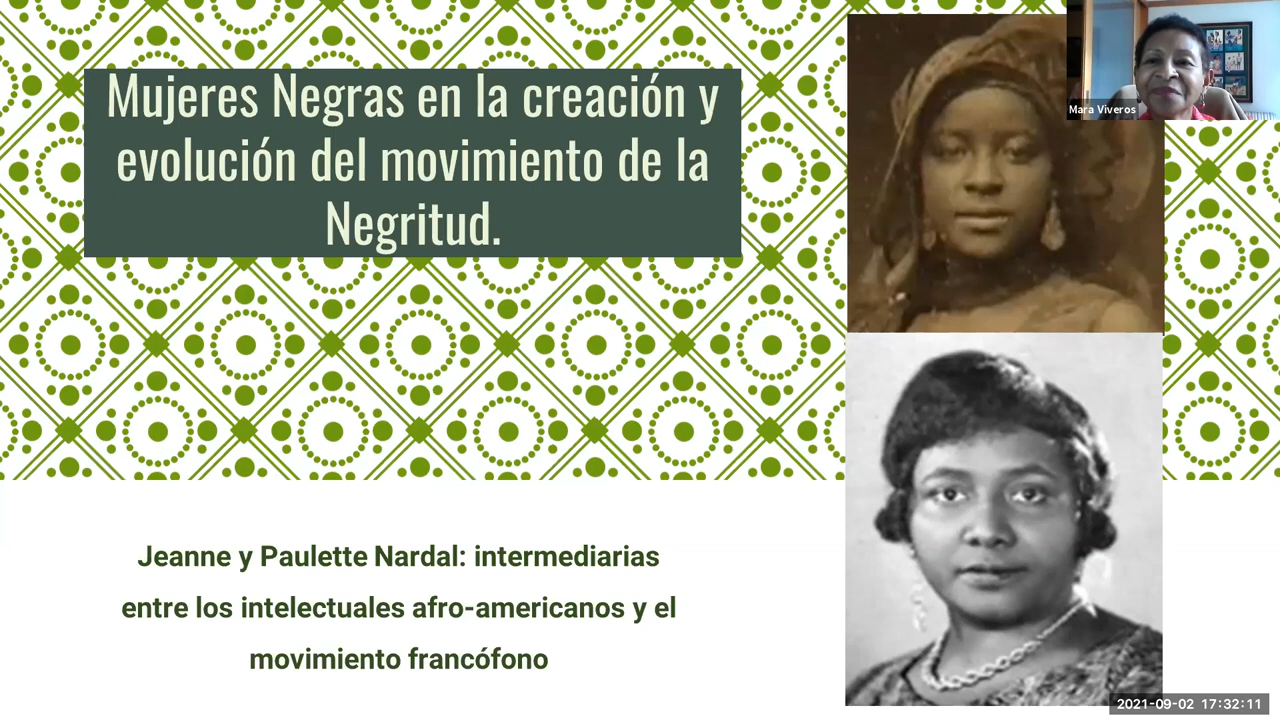 Mujeres Negras en la creación y
evolución del movimiento de la
Negritud.
Mara Viveros
Jeanne y Paulette Nardal: intermediarias
entre los intelectuales afro-americanos y el
movimiento francófono
2021-09-02 17:32:11